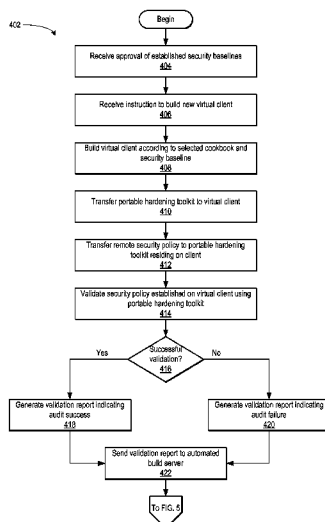 Begin
402
Receive approval of established security baselines
404
Receive instruction to build new virtual client
406
Build virtual client according to selected cookbook and
security baseline
408
Transfer portable hardening toolkit to virtual client
410
Transfer remote security policy to portable hardening
toolkit residing on client
412
Validate security policy established on virtual client using
portable hardening toolkit
414
Successful
validation?
416
Yes
No
Generate validation report indicating
audit success
418
Generate validation report indicating
audit failure
420
Send validation report to automated
build server
422
To FIG. 5